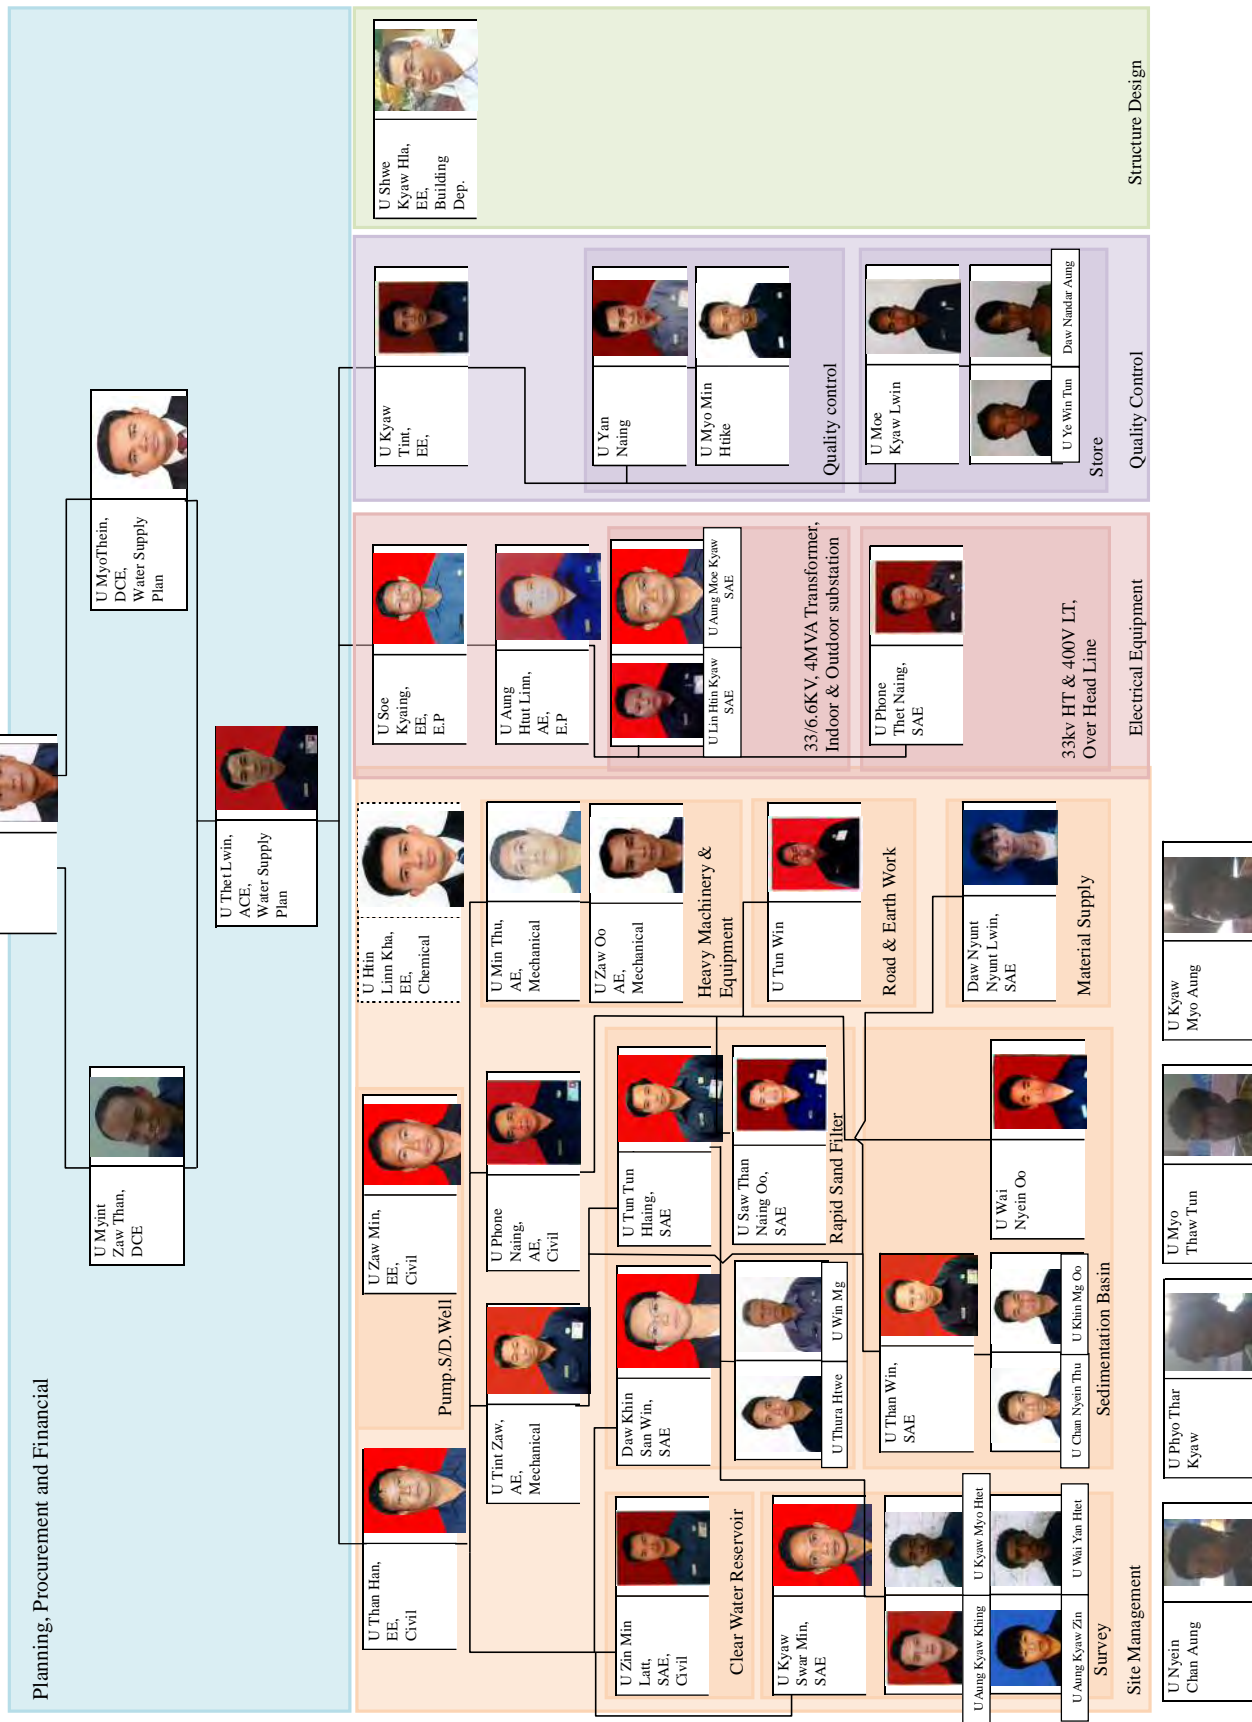 Planning, Procurement and Financial
U Myint
Zaw Than,
DCE
U MyoThein,
DCE,
Water Supply
Plan
U Thet Lwin,
ACE,
Water Supply
Plan
U Than Han,
EE,
Civil
U Zaw Min,
EE,
Civil
Pump.S/D.Well
U Htin
Linn Kha,
EE,
Chemical
U Soe
Kyaing,
EE,
E.P
U Kyaw
Tint,
EE,
U Shwe
Kyaw Hla,
EE,
Building
Dep.
U Tint Zaw,
AE,
Mechanical
U Phone
Naing,
AE,
Civil
U Min Thu,
AE,
Mechanical
U Zaw Oo
AE,
Mechanical
Heavy Machinery &
Equipment
U Aung
Htut Linn,
AE,
E.P
U Zin Min
Latt,
SAE,
Civil
Clear Water Reservoir
Daw Khin
San Win,
SAE
U Tun Tun
Hlaing,
SAE
U Thura Htwe
U Win Mg
U Saw Than
Naing Oo,
SAE
Rapid Sand Filter
U Tun Win
Road & Earth Work
U Lin Htin Kyaw
SAE
U Aung Moe Kyaw
SAE
33/6.6KV, 4MVA Transformer,
Indoor & Outdoor substation
U Yan
Naing
U Myo Min
Htike
Quality control
U Kyaw
Swar Min,
SAE
U Aung Kyaw Khing
U Kyaw Myo Htet
U Aung Kyaw Zin
U Wai Yan Htet
Survey
U Than Win,
SAE
U Chan Nyein Thu
U Khin Mg Oo
U Wai
Nyein Oo
Sedimentation Basin
Daw Nyunt
Nyunt Lwin,
SAE
Material Supply
U Phone
Thet Naing,
SAE
33kv HT & 400V LT,
Over Head Line
U Moe
Kyaw Lwin
U Ye Win Tun
Daw Nandar Aung
Store
Site Management
Electrical Equipment
Quality Control
Structure Design
U Nyein
Chan Aung
U Phyo Thar
Kyaw
U Myo
Thaw Tun
U Kyaw
Myo Aung